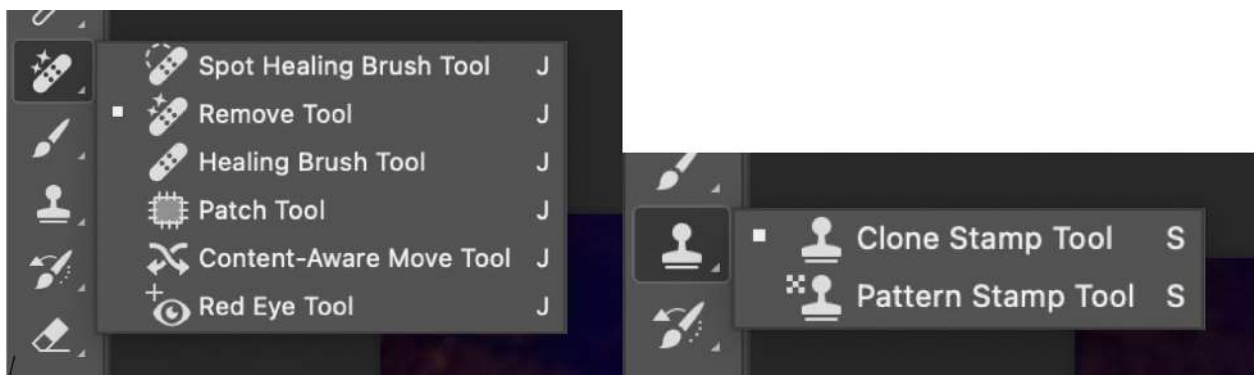 Spot Healing Brush Tool J
Remove Tool J
Healing Brush Tool J
Patch Tool J
Content-Aware Move Tool J
Red Eye Tool J
Clone Stamp Tool S
Pattern Stamp Tool S